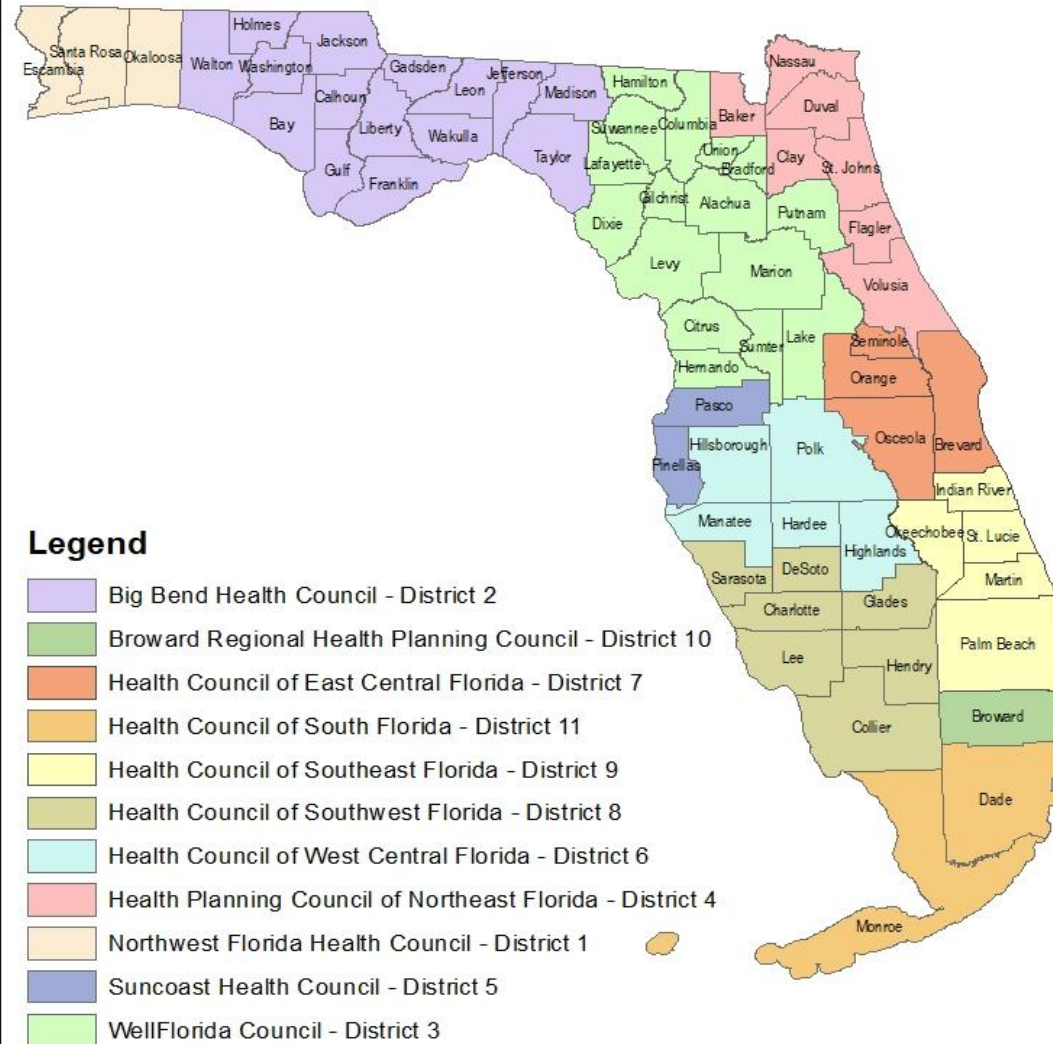 Holmes
Jackson
Santa Rosa
Okaloosa
Walton
Washington
Escambia
Gadsden
Jefferson
Leon
Madison
Calhoun
Bay
Liberty
Wakulla
Taylor
Gulf
Franklin
Nassau
Hamilton
Duval
Baker
Suwannee
Columbia
Union
Clay
Lafayette
Bradford
St. Johns
Gilchrist
Alachua
Putnam
Dixie
Flagler
Levy
Marion
Volusia
Citrus
Lake
Sumter
Seminole
Hernando
Orange
Pasco
Hillsborough
Polk
Osceola
Brevard
Pinellas
Indian River
Manatee
Hardee
Okeechobee
St. Lucie
Highlands
DeSoto
Sarasota
Martin
Charlotte
Glades
Palm Beach
Lee
Hendry
Broward
Collier
Dade
Monroe
Legend
Big Bend Health Council - District 2
Broward Regional Health Planning Council - District 10
Health Council of East Central Florida - District 7
Health Council of South Florida - District 11
Health Council of Southeast Florida - District 9
Health Council of Southwest Florida - District 8
Health Council of West Central Florida - District 6
Health Planning Council of Northeast Florida - District 4
Northwest Florida Health Council - District 1
Suncoast Health Council - District 5
WellFlorida Council - District 3